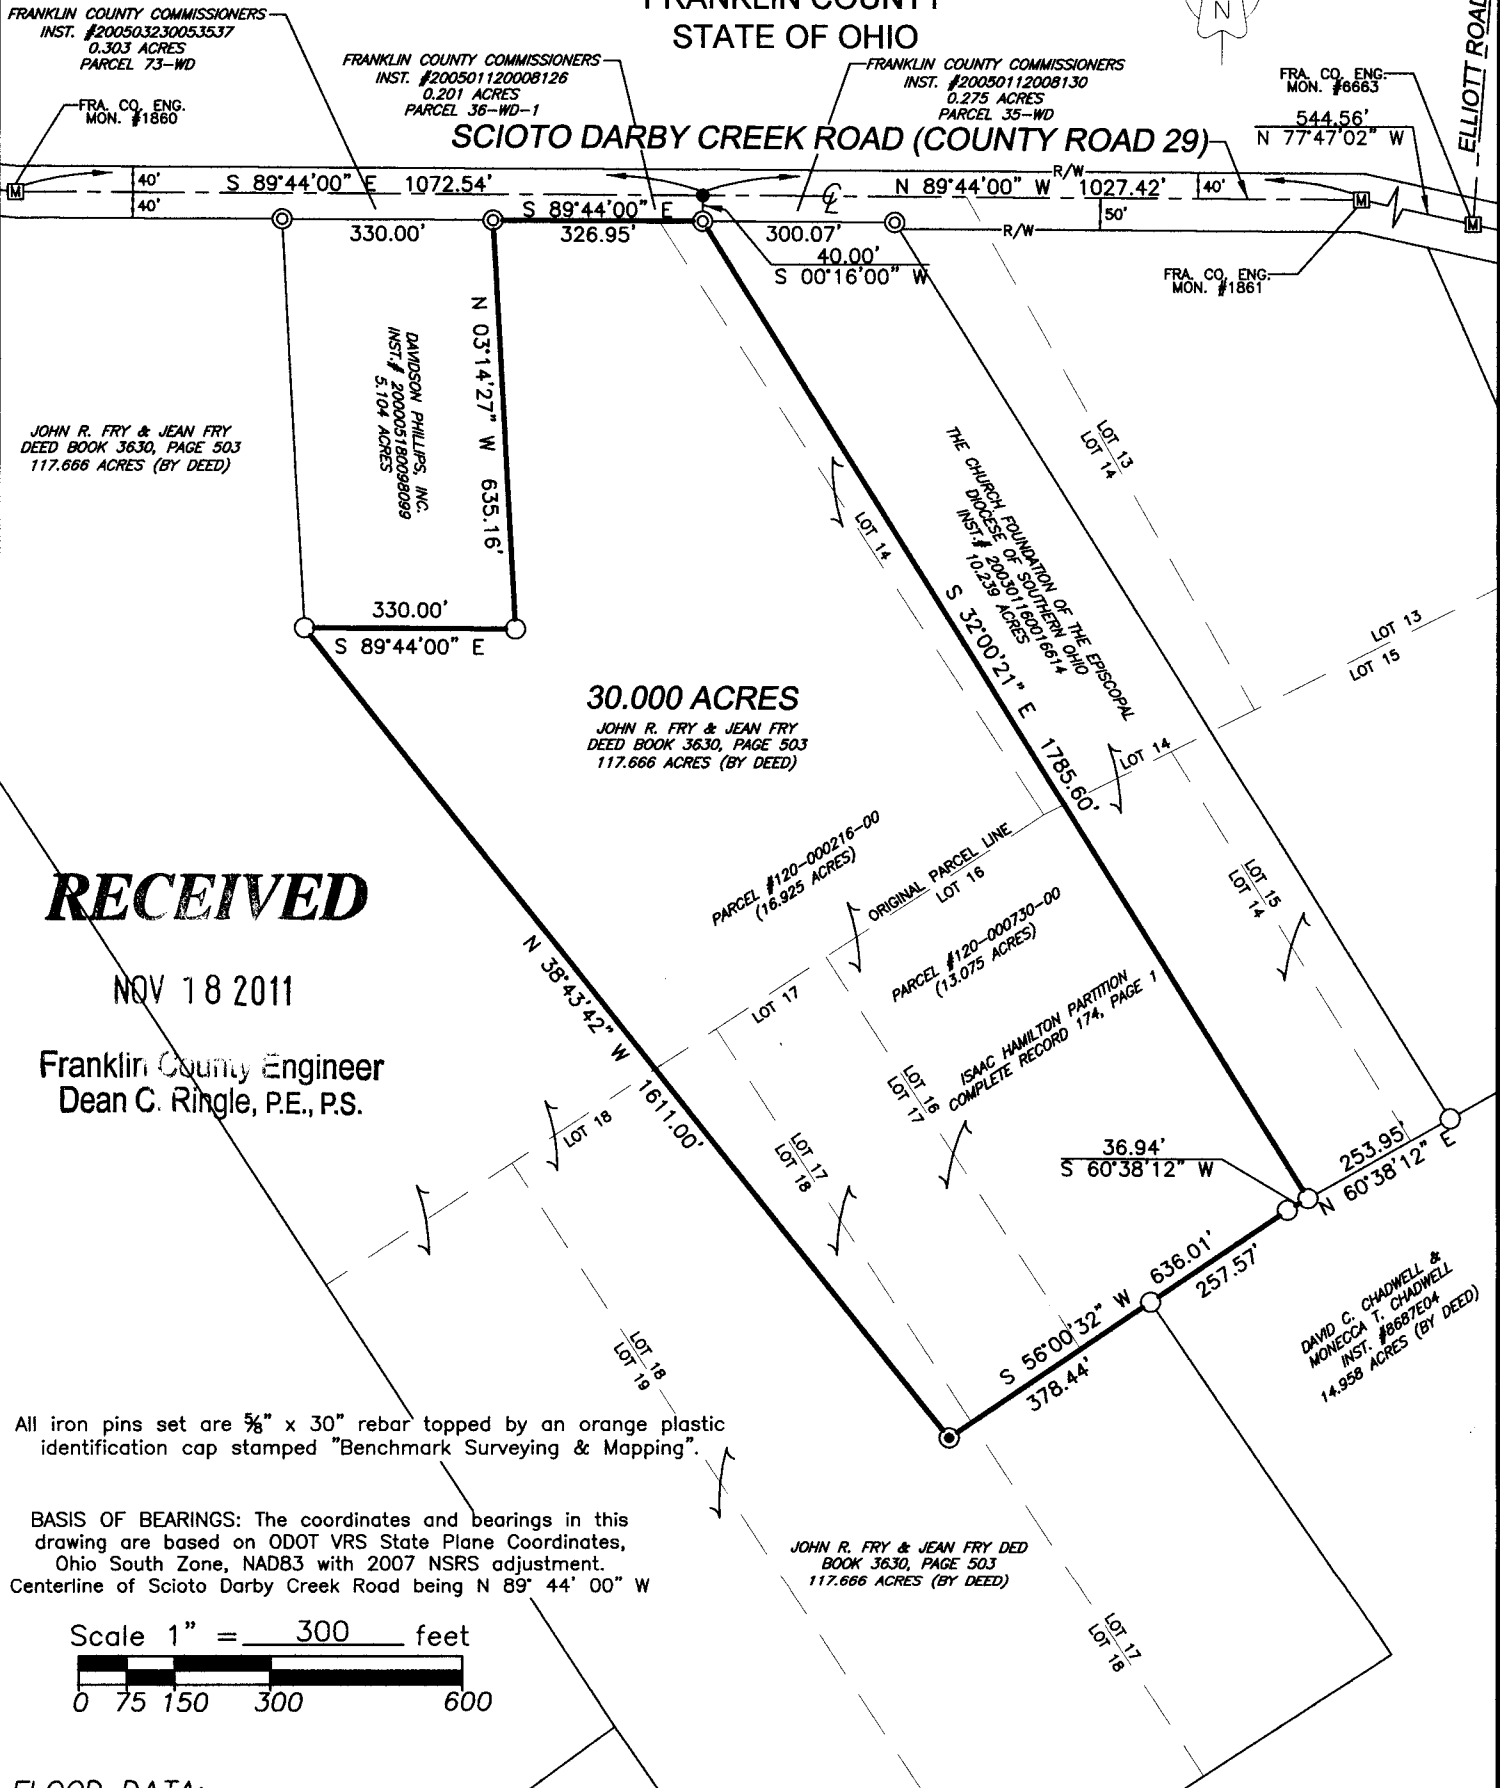 FRANKLIN COUNTY
STATE OF OHIO
N
ELLIOTT ROAD
FRANKLIN COUNTY COMMISSIONERS
INST. #200503230053537
0.303 ACRES
PARCEL 73-WD
FRA. CO. ENG.
MON. #1860
FRANKLIN COUNTY COMMISSIONERS
INST. #200501120008126
0.201 ACRES
PARCEL 36-WD-1
FRANKLIN COUNTY COMMISSIONERS
INST. #20050112008130
0.275 ACRES
PARCEL 35-WD
FRA. CO. ENG.
MON. #6663
544.56'
N 77°47'02" W
SCIOTO DARBY CREEK ROAD (COUNTY ROAD 29)
M
40'
40'
S 89°44'00" E 1072.54'
R/W
N 89°44'00" W 1027.42'
40'
50'
M
M
S 89°44'00" E
330.00'
326.95'
300.07'
R/W
40.00'
S 00°16'00" W
FRA. CO. ENG.
MON. #1861
N 03°14'27" W 635.16'
DAVIDSON PHILLIPS, INC.
INST.# 200005180098099
5.104 ACRES
JOHN R. FRY & JEAN FRY
DEED BOOK 3630, PAGE 503
117.666 ACRES (BY DEED)
LOT 13
LOT 14
THE CHURCH FOUNDATION OF THE EPISCOPAL
DIOCESE OF SOUTHERN OHIO
INST.# 200301160016614
10.239 ACRES
LOT 14
S 32°00'21" E 1785.60'
330.00'
S 89°44'00" E
LOT 13
LOT 15
30.000 ACRES
JOHN R. FRY & JEAN FRY
DEED BOOK 3630, PAGE 503
117.666 ACRES (BY DEED)
LOT 14
PARCEL #120-000216-00
(16.925 ACRES)
ORIGINAL PARCEL LINE
LOT 16
PARCEL #120-000730-00
(13.075 ACRES)
LOT 15
LOT 14
RECEIVED
NOV 18 2011
Franklin County Engineer
Dean C. Ringle, P.E., P.S.
N 38°43'42" W 1611.00'
LOT 17
ISAAC HAMILTON PARTITION
COMPLETE RECORD 174, PAGE 1
LOT 16
LOT 17
LOT 18
LOT 17
LOT 18
36.94'
S 60°38'12" W
253.95'
N 60°38'12" E
636.01'
257.57'
S 56°00'32" W
378.44'
DAVID C. CHADWELL &
MONECCA T. CHADWELL
INST. #8687E04
14.958 ACRES (BY DEED)
LOT 18
LOT 19
All iron pins set are ⅝" x 30" rebar topped by an orange plastic
identification cap stamped "Benchmark Surveying & Mapping".
BASIS OF BEARINGS: The coordinates and bearings in this
drawing are based on ODOT VRS State Plane Coordinates,
Ohio South Zone, NAD83 with 2007 NSRS adjustment.
Centerline of Scioto Darby Creek Road being N 89° 44' 00" W
JOHN R. FRY & JEAN FRY DED
BOOK 3630, PAGE 503
117.666 ACRES (BY DEED)
LOT 17
LOT 18
Scale 1" = 300 feet
0 75 150 300 600
FLOOD DATA: